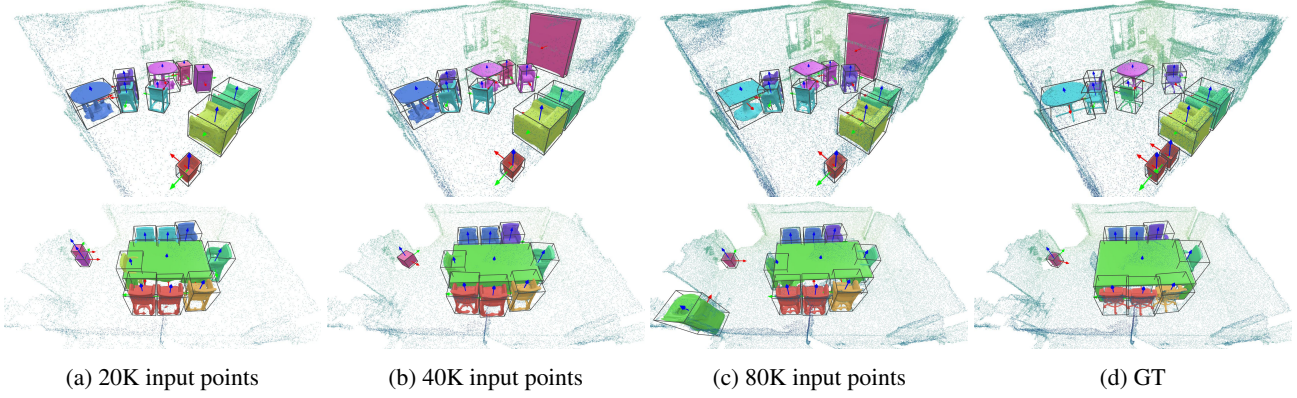 (a) 20K input points
(b) 40K input points
(c) 80K input points
(d) GT